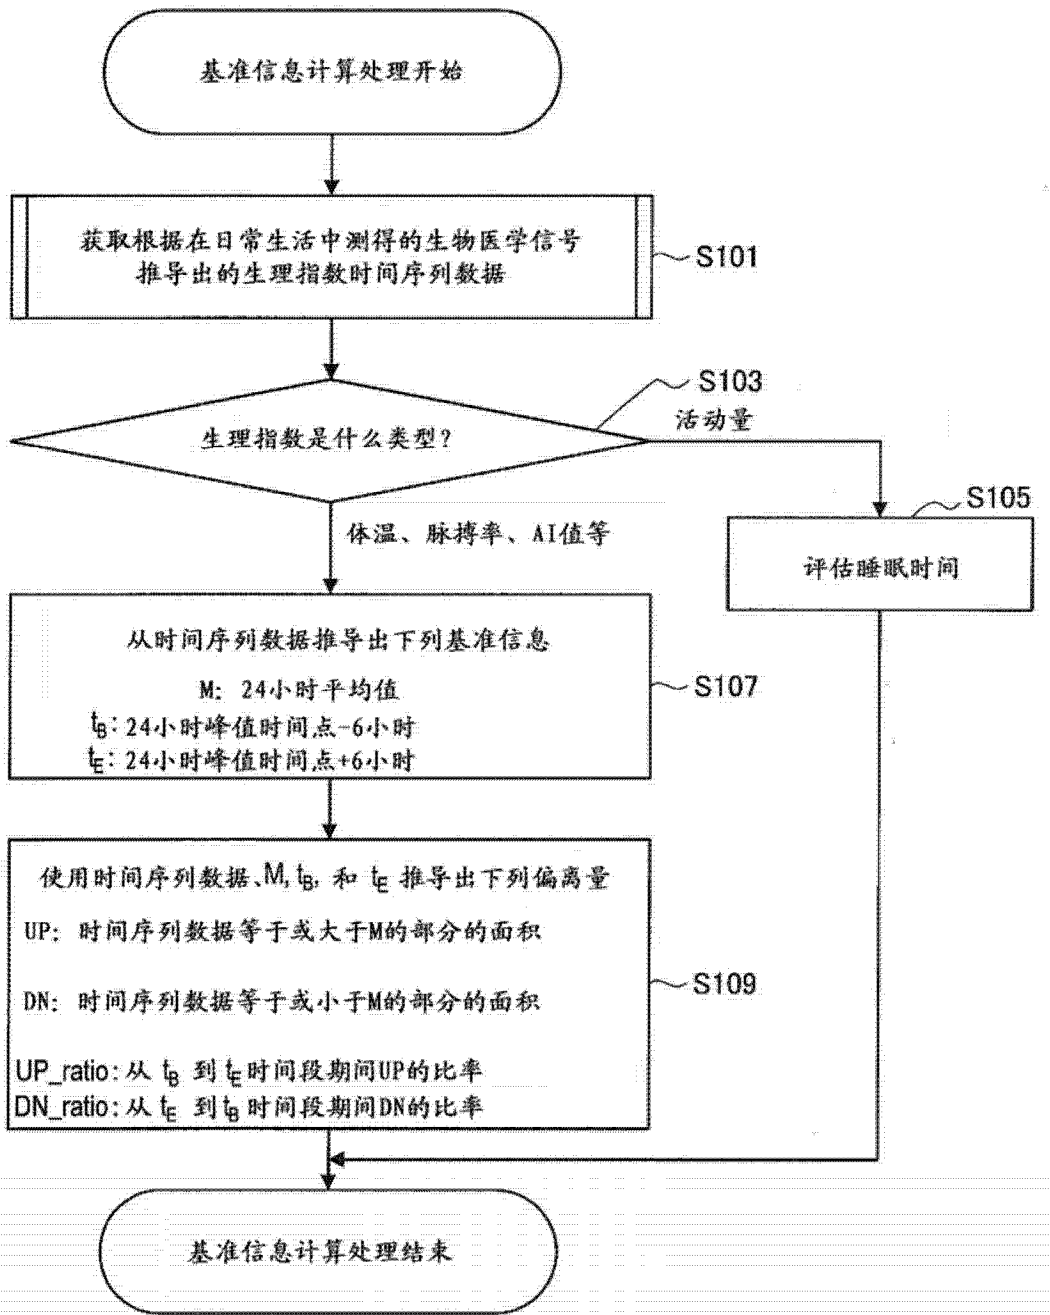 基准信息计算处理开始
获取根据在日常生活中测得的生物医学信号
推导出的生理指数时间序列数据
S101
S103
生理指数是什么类型?
活动量
S105
体温、脉搏率、AI值等
评估睡眠时间
从时间序列数据推导出下列基准信息
M: 24小时平均值
S107
tB: 24小时峰值时间点-6小时
tE: 24小时峰值时间点+6小时
使用时间序列数据、M, tB, 和 tE 推导出下列偏离量
UP: 时间序列数据等于或大于M的部分的面积
S109
DN: 时间序列数据等于或小于M的部分的面积
UP_ratio: 从 tB 到 tE 时间段期间UP的比率
DN_ratio: 从 tE 到 tB 时间段期间DN的比率
基准信息计算处理结束